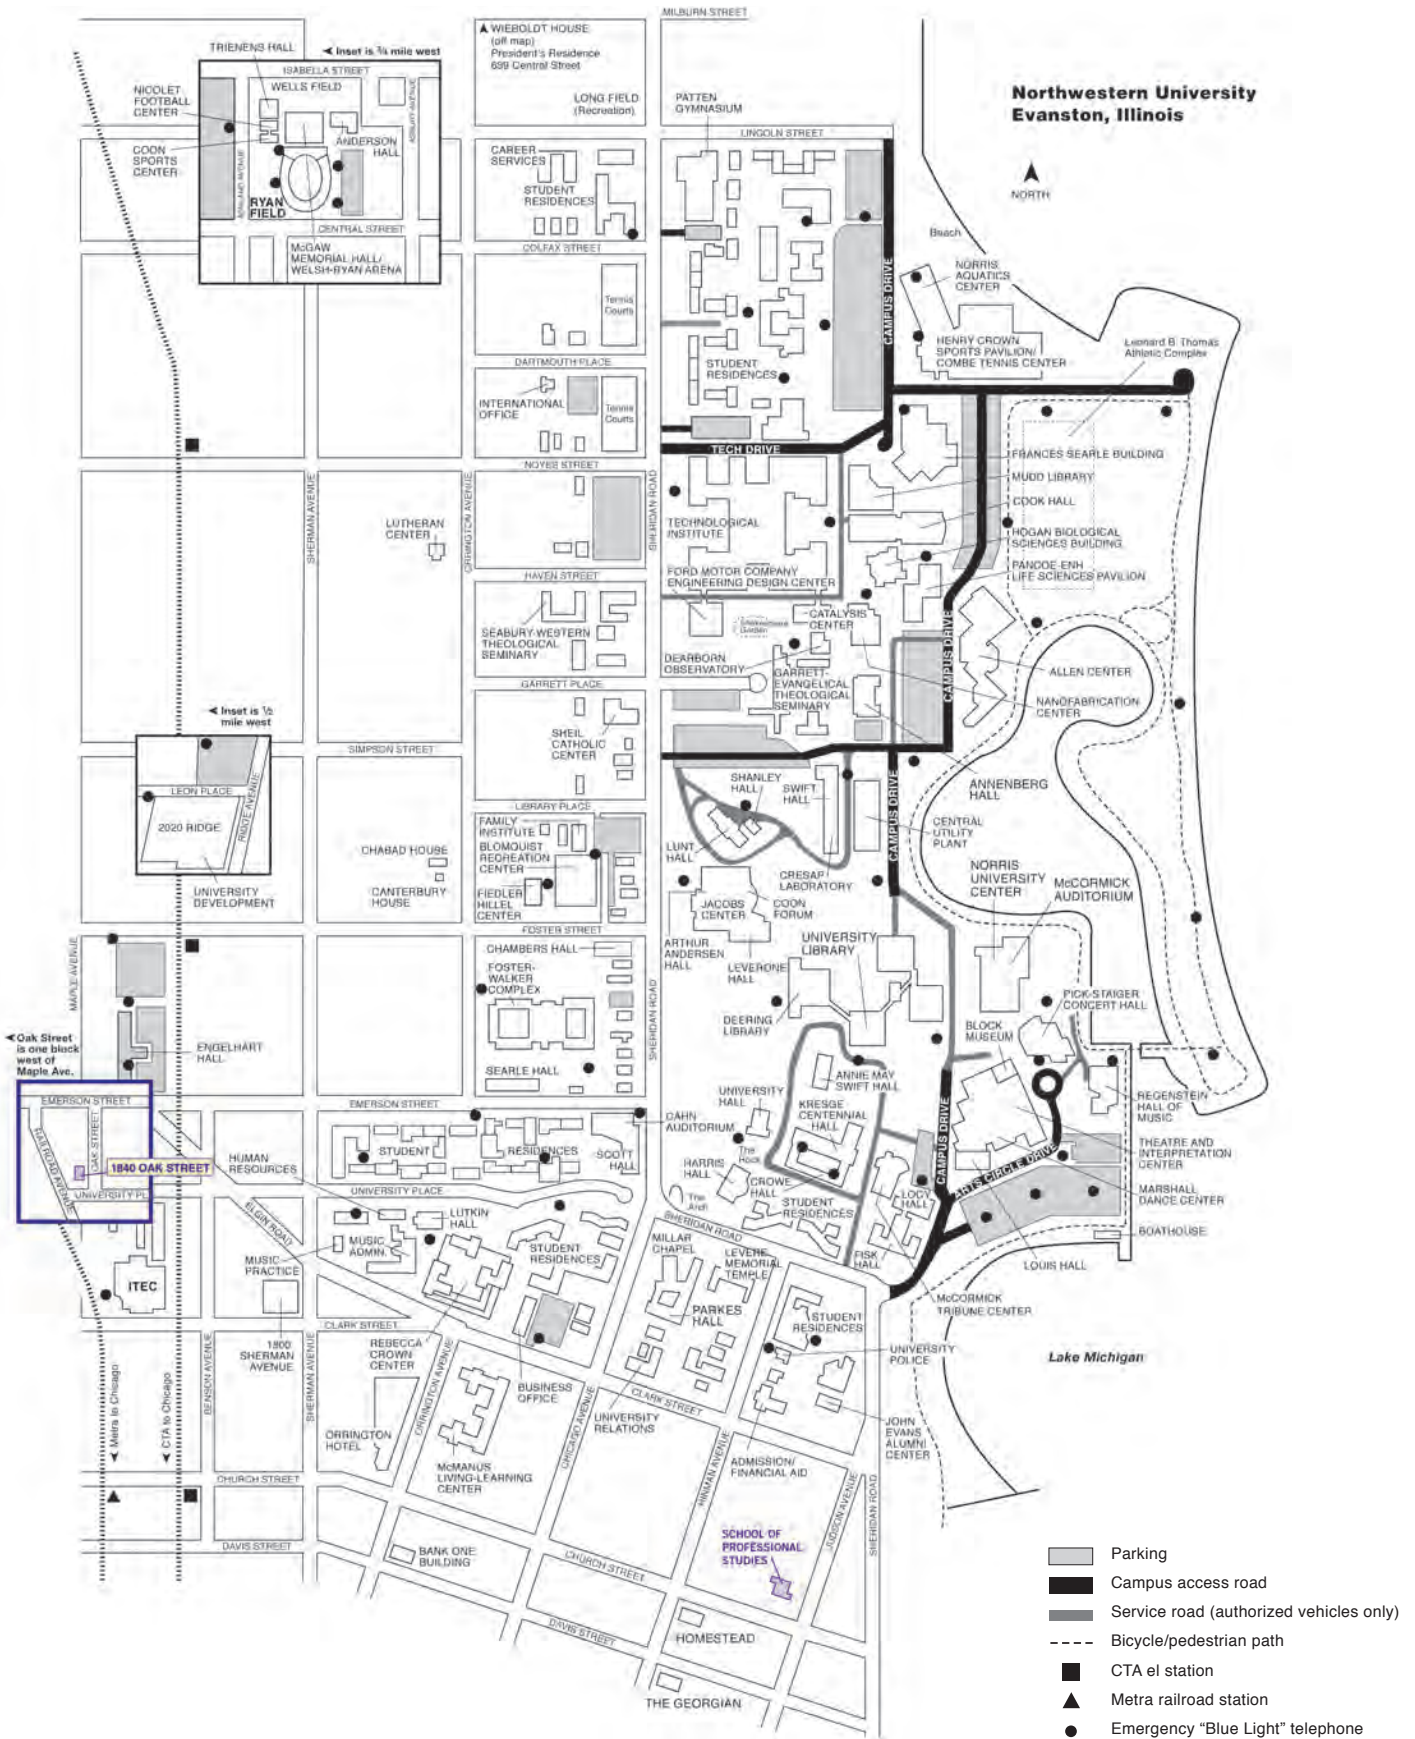 MILBURN STREET
WIEBOLDT HOUSE
(off map)
President's Residence
699 Central Street
TRIENENS HALL
Inset is ¾ mile west
ISABELLA STREET
WELLS FIELD
NICOLET
FOOTBALL
CENTER
ASHBURY AVENUE
ANDERSON
HALL
COON
SPORTS
CENTER
ASHLAND AVENUE
RYAN
FIELD
CENTRAL STREET
McGAW
MEMORIAL HALL/
WELSH-RYAN ARENA
LONG FIELD
(Recreation)
PATTEN
GYMNASIUM
Northwestern University
Evanston, Illinois
NORTH
LINCOLN STREET
CAREER
SERVICES
STUDENT
RESIDENCES
COLFAX STREET
Beach
NORRIS
AQUATICS
CENTER
CAMPUS DRIVE
Tennis
Courts
HENRY CROWN
SPORTS PAVILION/
COMBE TENNIS CENTER
Leonard B. Thomas
Athletic Complex
DARTMOUTH PLACE
STUDENT
RESIDENCES
INTERNATIONAL
OFFICE
Tennis
Courts
TECH DRIVE
FRANCES SEARLE BUILDING
NOYES STREET
MUDD LIBRARY
COOK HALL
SHERMAN AVENUE
ORRINGTON AVENUE
SHERIDAN ROAD
LUTHERAN
CENTER
TECHNOLOGICAL
INSTITUTE
HOGAN BIOLOGICAL
SCIENCES BUILDING
PANCOE-ENH
LIFE SCIENCES PAVILION
HAVEN STREET
FORD MOTOR COMPANY
ENGINEERING DESIGN CENTER
SEABURY-WESTERN
THEOLOGICAL
SEMINARY
Shakespeare
Garden
CATALYSIS
CENTER
CAMPUS DRIVE
DEARBORN
OBSERVATORY
GARRETT-
EVANGELICAL
THEOLOGICAL
SEMINARY
ALLEN CENTER
GARRETT PLACE
NANOFABRICATION
CENTER
Inset is ½
mile west
SHEIL
CATHOLIC
CENTER
SIMPSON STREET
LEON PLACE
2020 RIDGE
RIDGE AVENUE
UNIVERSITY
DEVELOPMENT
SHANLEY
HALL
SWIFT
HALL
CAMPUS DRIVE
ANNENBERG
HALL
LIBRARY PLACE
FAMILY
INSTITUTE
BLOMQUIST
RECREATION
CENTER
LUNT
HALL
CENTRAL
UTILITY
PLANT
CHABAD HOUSE
CANTERBURY
HOUSE
FIEDLER
HILLEL
CENTER
CRESAP
LABORATORY
NORRIS
UNIVERSITY
CENTER
McCORMICK
AUDITORIUM
JACOBS
CENTER
COON
FORUM
FOSTER STREET
ARTHUR
ANDERSEN
HALL
LEVERONE
HALL
UNIVERSITY
LIBRARY
MAPLE AVENUE
CHAMBERS HALL
FOSTER-
WALKER
COMPLEX
SHERIDAN ROAD
DEERING
LIBRARY
PICK-STAIGER
CONCERT HALL
BLOCK
MUSEUM
Oak Street
is one block
west of
Maple Ave.
ENGELHART
HALL
SEARLE HALL
ANNIE MAY
SWIFT HALL
UNIVERSITY
HALL
KRESGE
CENTENNIAL
HALL
REGENSTEIN
HALL OF
MUSIC
EMERSON STREET
EMERSON STREET
CAHN
AUDITORIUM
OAK STREET
RAILROAD AVENUE
1840 OAK STREET
UNIVERSITY PL.
HUMAN
RESOURCES
STUDENT
RESIDENCES
SCOTT
HALL
The
Rock
HARRIS
HALL
CROWE
HALL
CAMPUS DRIVE
THEATRE AND
INTERPRETATION
CENTER
ARTS CIRCLE DRIVE
MARSHALL
DANCE CENTER
UNIVERSITY PLACE
The
Arch
STUDENT
RESIDENCES
LOCY
HALL
BOATHOUSE
ELGIN ROAD
LUTKIN
HALL
SHERIDAN ROAD
MUSIC
ADMIN.
STUDENT
RESIDENCES
MILLAR
CHAPEL
LEVERE
MEMORIAL
TEMPLE
FISK
HALL
LOUIS HALL
MUSIC
PRACTICE
ITEC
McCORMICK
TRIBUNE CENTER
PARKES
HALL
STUDENT
RESIDENCES
CLARK STREET
1800
SHERMAN
AVENUE
REBECCA
CROWN
CENTER
UNIVERSITY
POLICE
Lake Michigan
Metra to Chicago
CTA to Chicago
BENSON AVENUE
SHERMAN AVENUE
ORRINGTON AVENUE
BUSINESS
OFFICE
CHICAGO AVENUE
UNIVERSITY
RELATIONS
CLARK STREET
JOHN
EVANS
ALUMNI
CENTER
ORRINGTON
HOTEL
McMANUS
LIVING-LEARNING
CENTER
HINMAN AVENUE
ADMISSION/
FINANCIAL AID
CHURCH STREET
JUDSON AVENUE
SHERIDAN ROAD
DAVIS STREET
BANK ONE
BUILDING
CHURCH STREET
SCHOOL OF
PROFESSIONAL
STUDIES
DAVIS STREET
HOMESTEAD
THE GEORGIAN
Parking
Campus access road
Service road (authorized vehicles only)
Bicycle/pedestrian path
CTA el station
Metra railroad station
Emergency “Blue Light” telephone